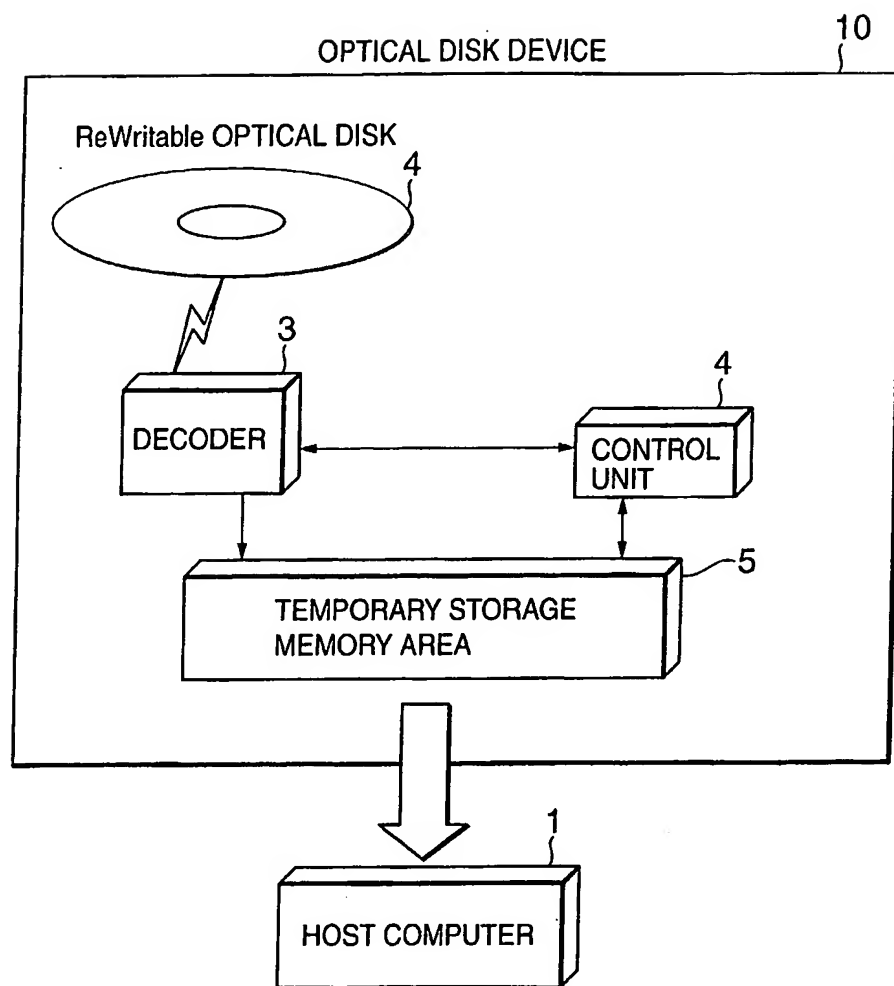 10
OPTICAL DISK DEVICE
ReWritable OPTICAL DISK
4
3
DECODER
4
CONTROL
UNIT
5
TEMPORARY STORAGE
MEMORY AREA
1
HOST COMPUTER